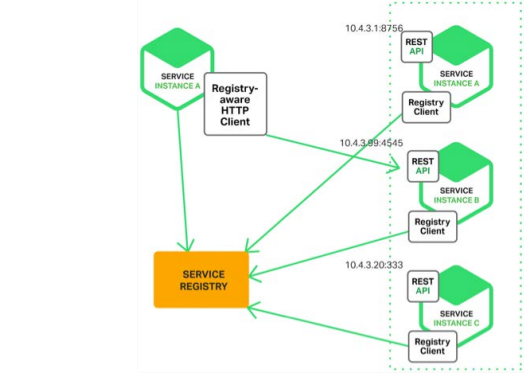 SERVICE
INSTANCE A
Registry-
aware
HTTP
Client
SERVICE
REGISTRY
10.4.3.1:8756
REST
API
SERVICE
INSTANCE A
Registry
Client
10.4.3.99:4545
REST
API
SERVICE
INSTANCE B
Registry
Client
10.4.3.20:333
REST
API
SERVICE
INSTANCE C
Registry
Client